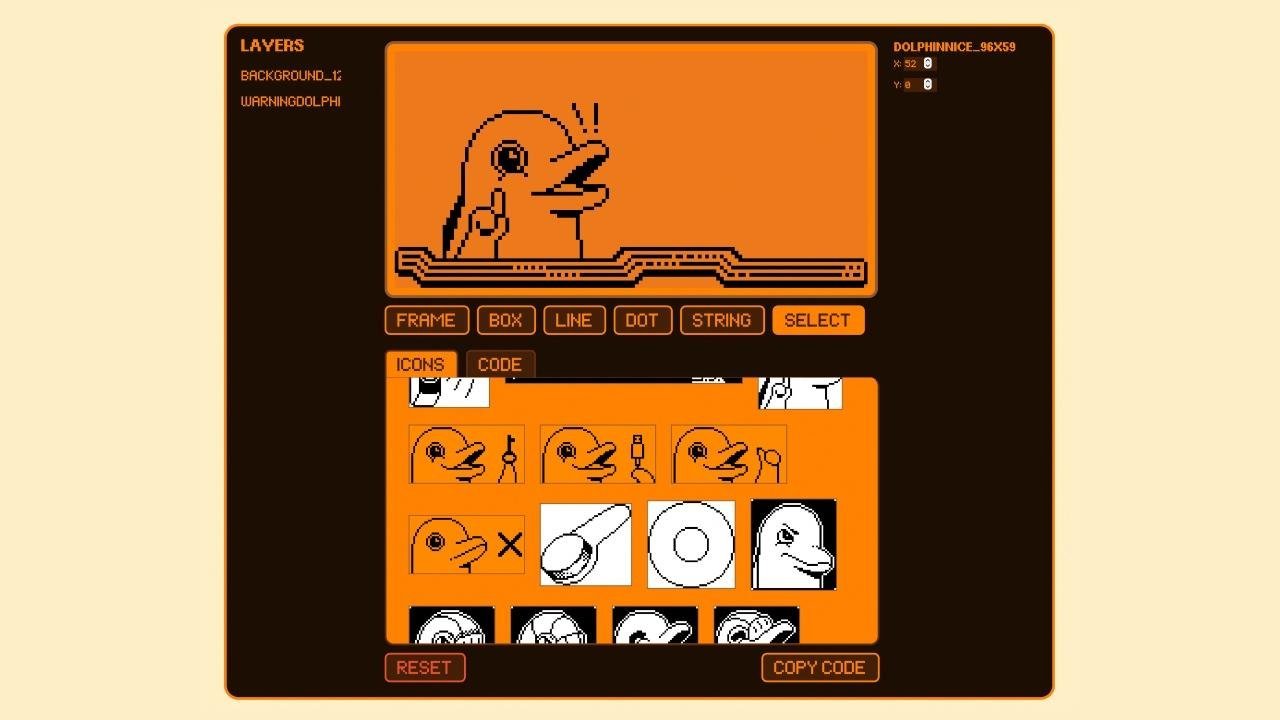 LAYERS
BACKGROUND_12
WARNINGDOLPHI
DOLPHINNICE_96X59
X: 52
Y: 0
FRAME
BOX
LINE
DOT
STRING
SELECT
ICONS
CODE
RESET
COPY CODE